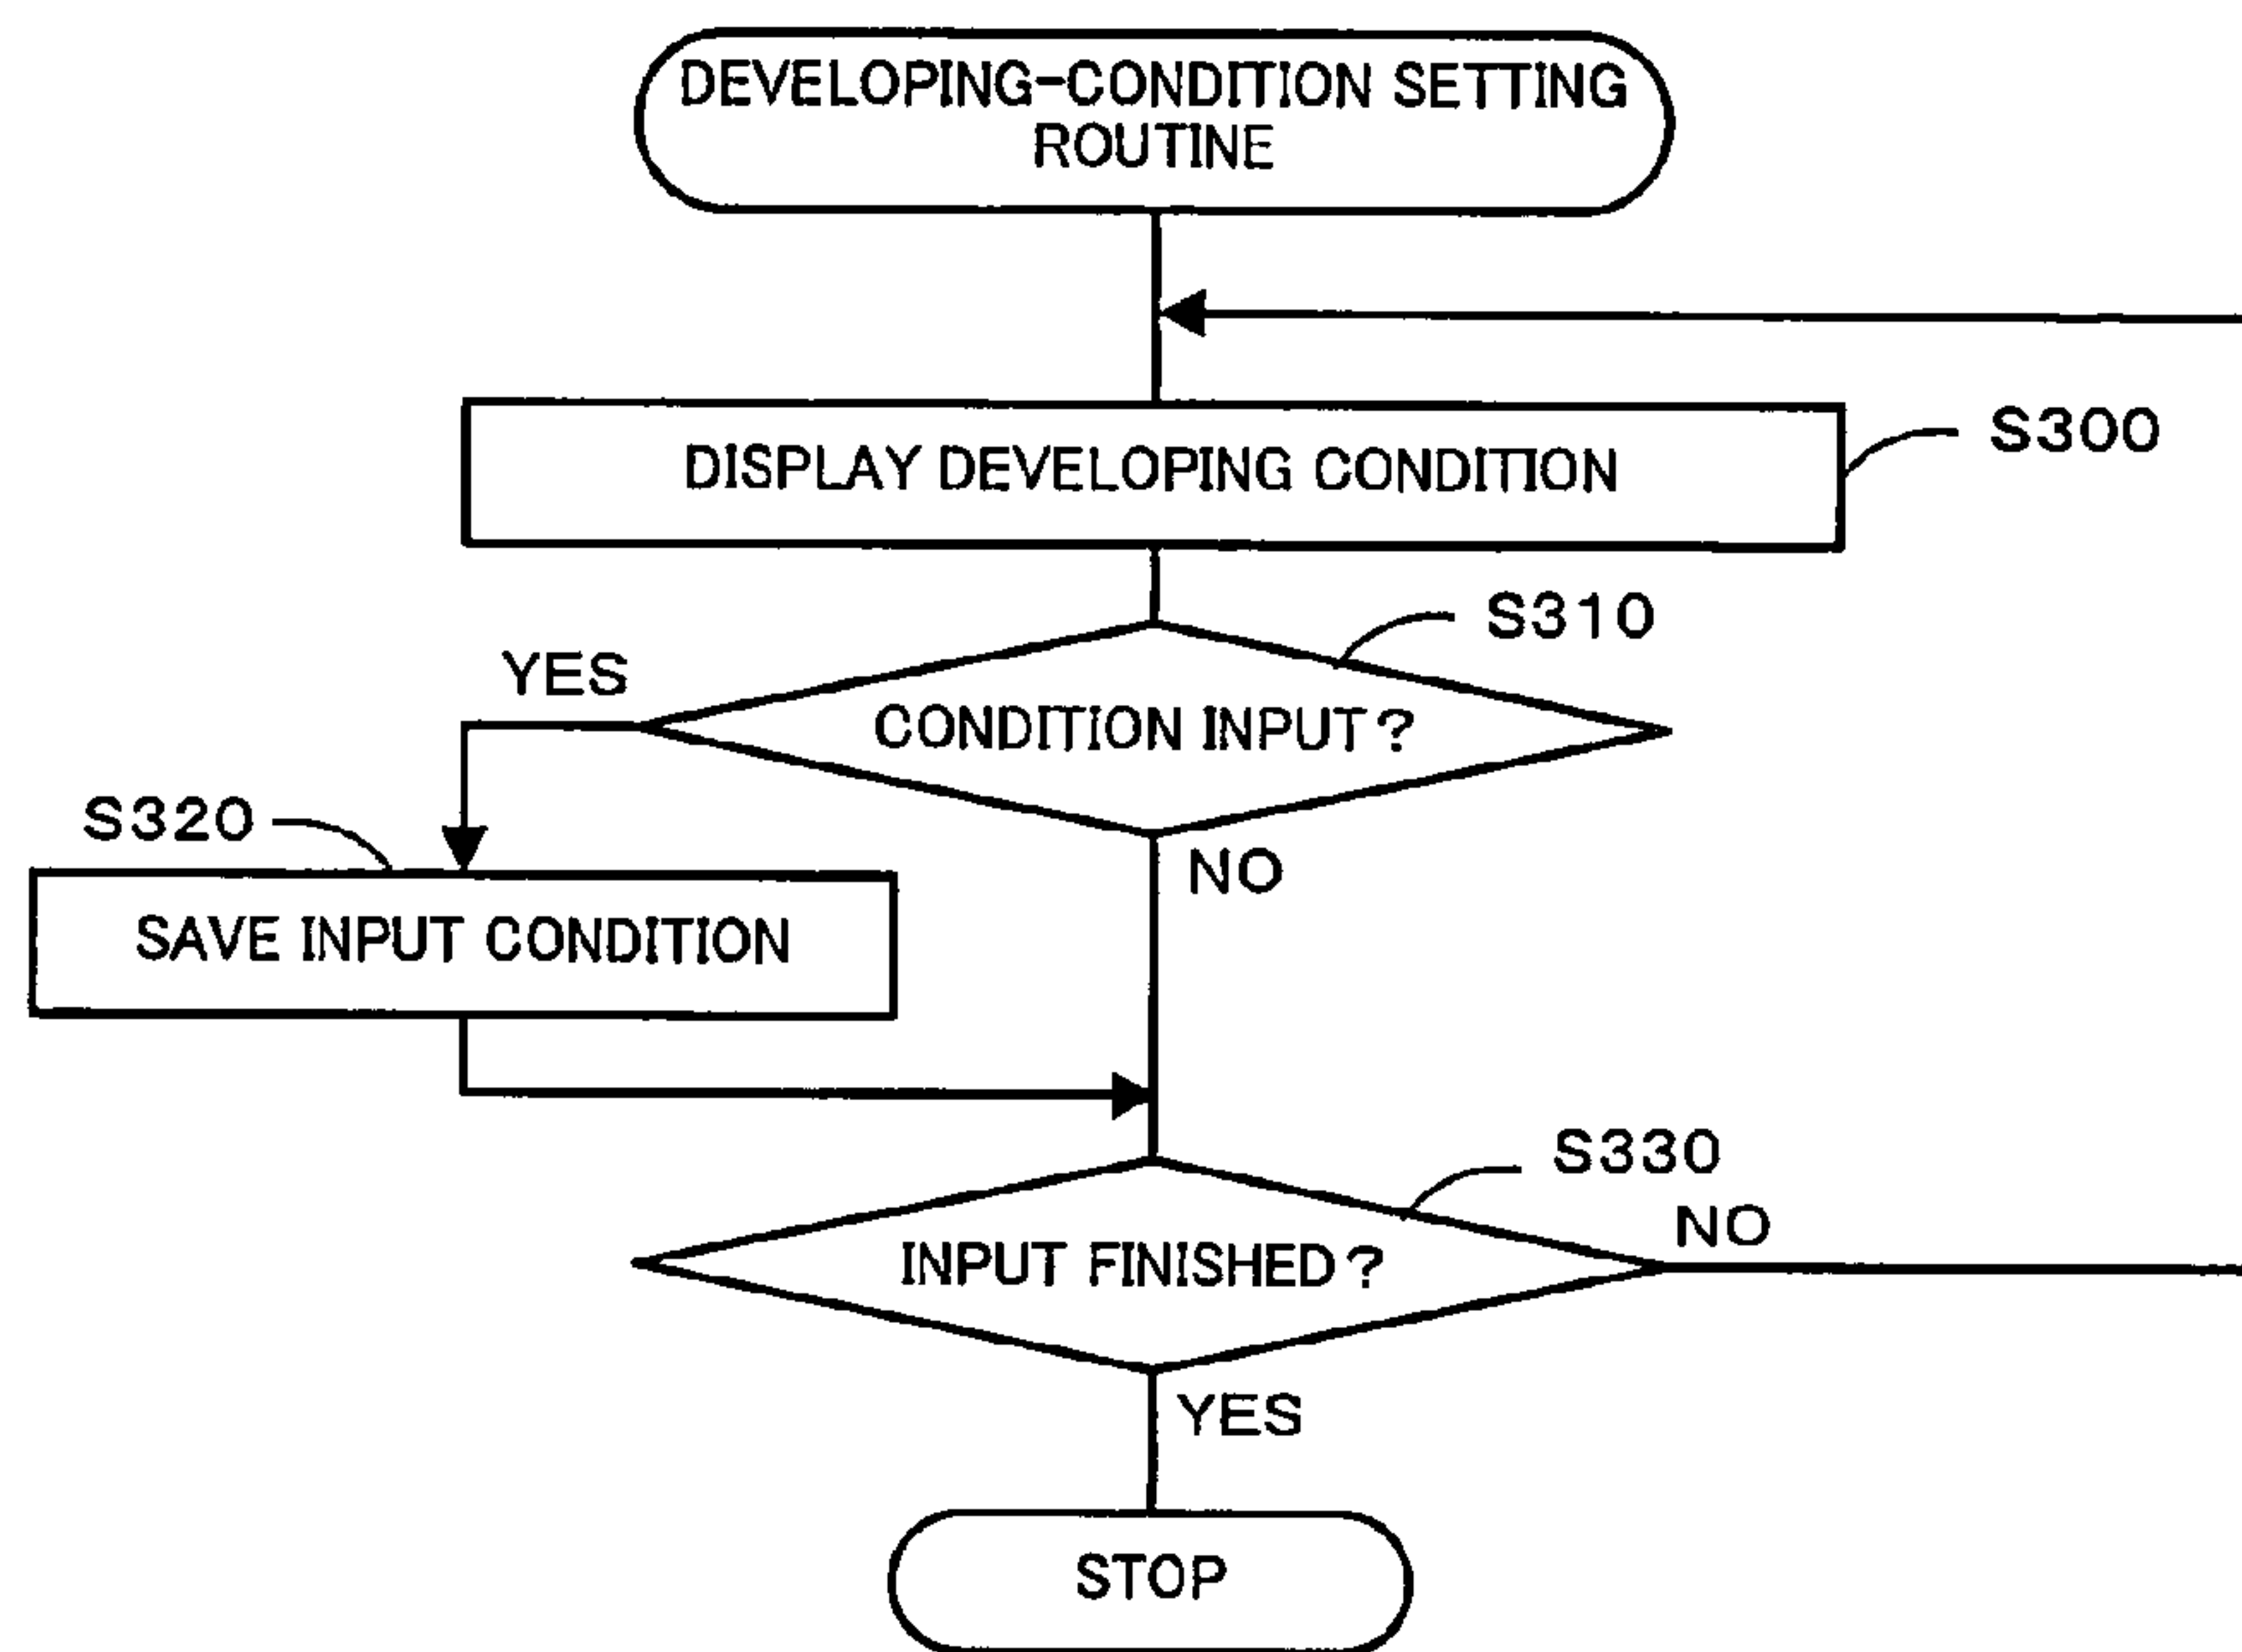 DEVELOPING-CONDITION SETTING
ROUTINE
DISPLAY DEVELOPING CONDITION
S300
S310
YES
CONDITION INPUT?
S320
NO
SAVE INPUT CONDITION
S330
NO
INPUT FINISHED?
YES
STOP